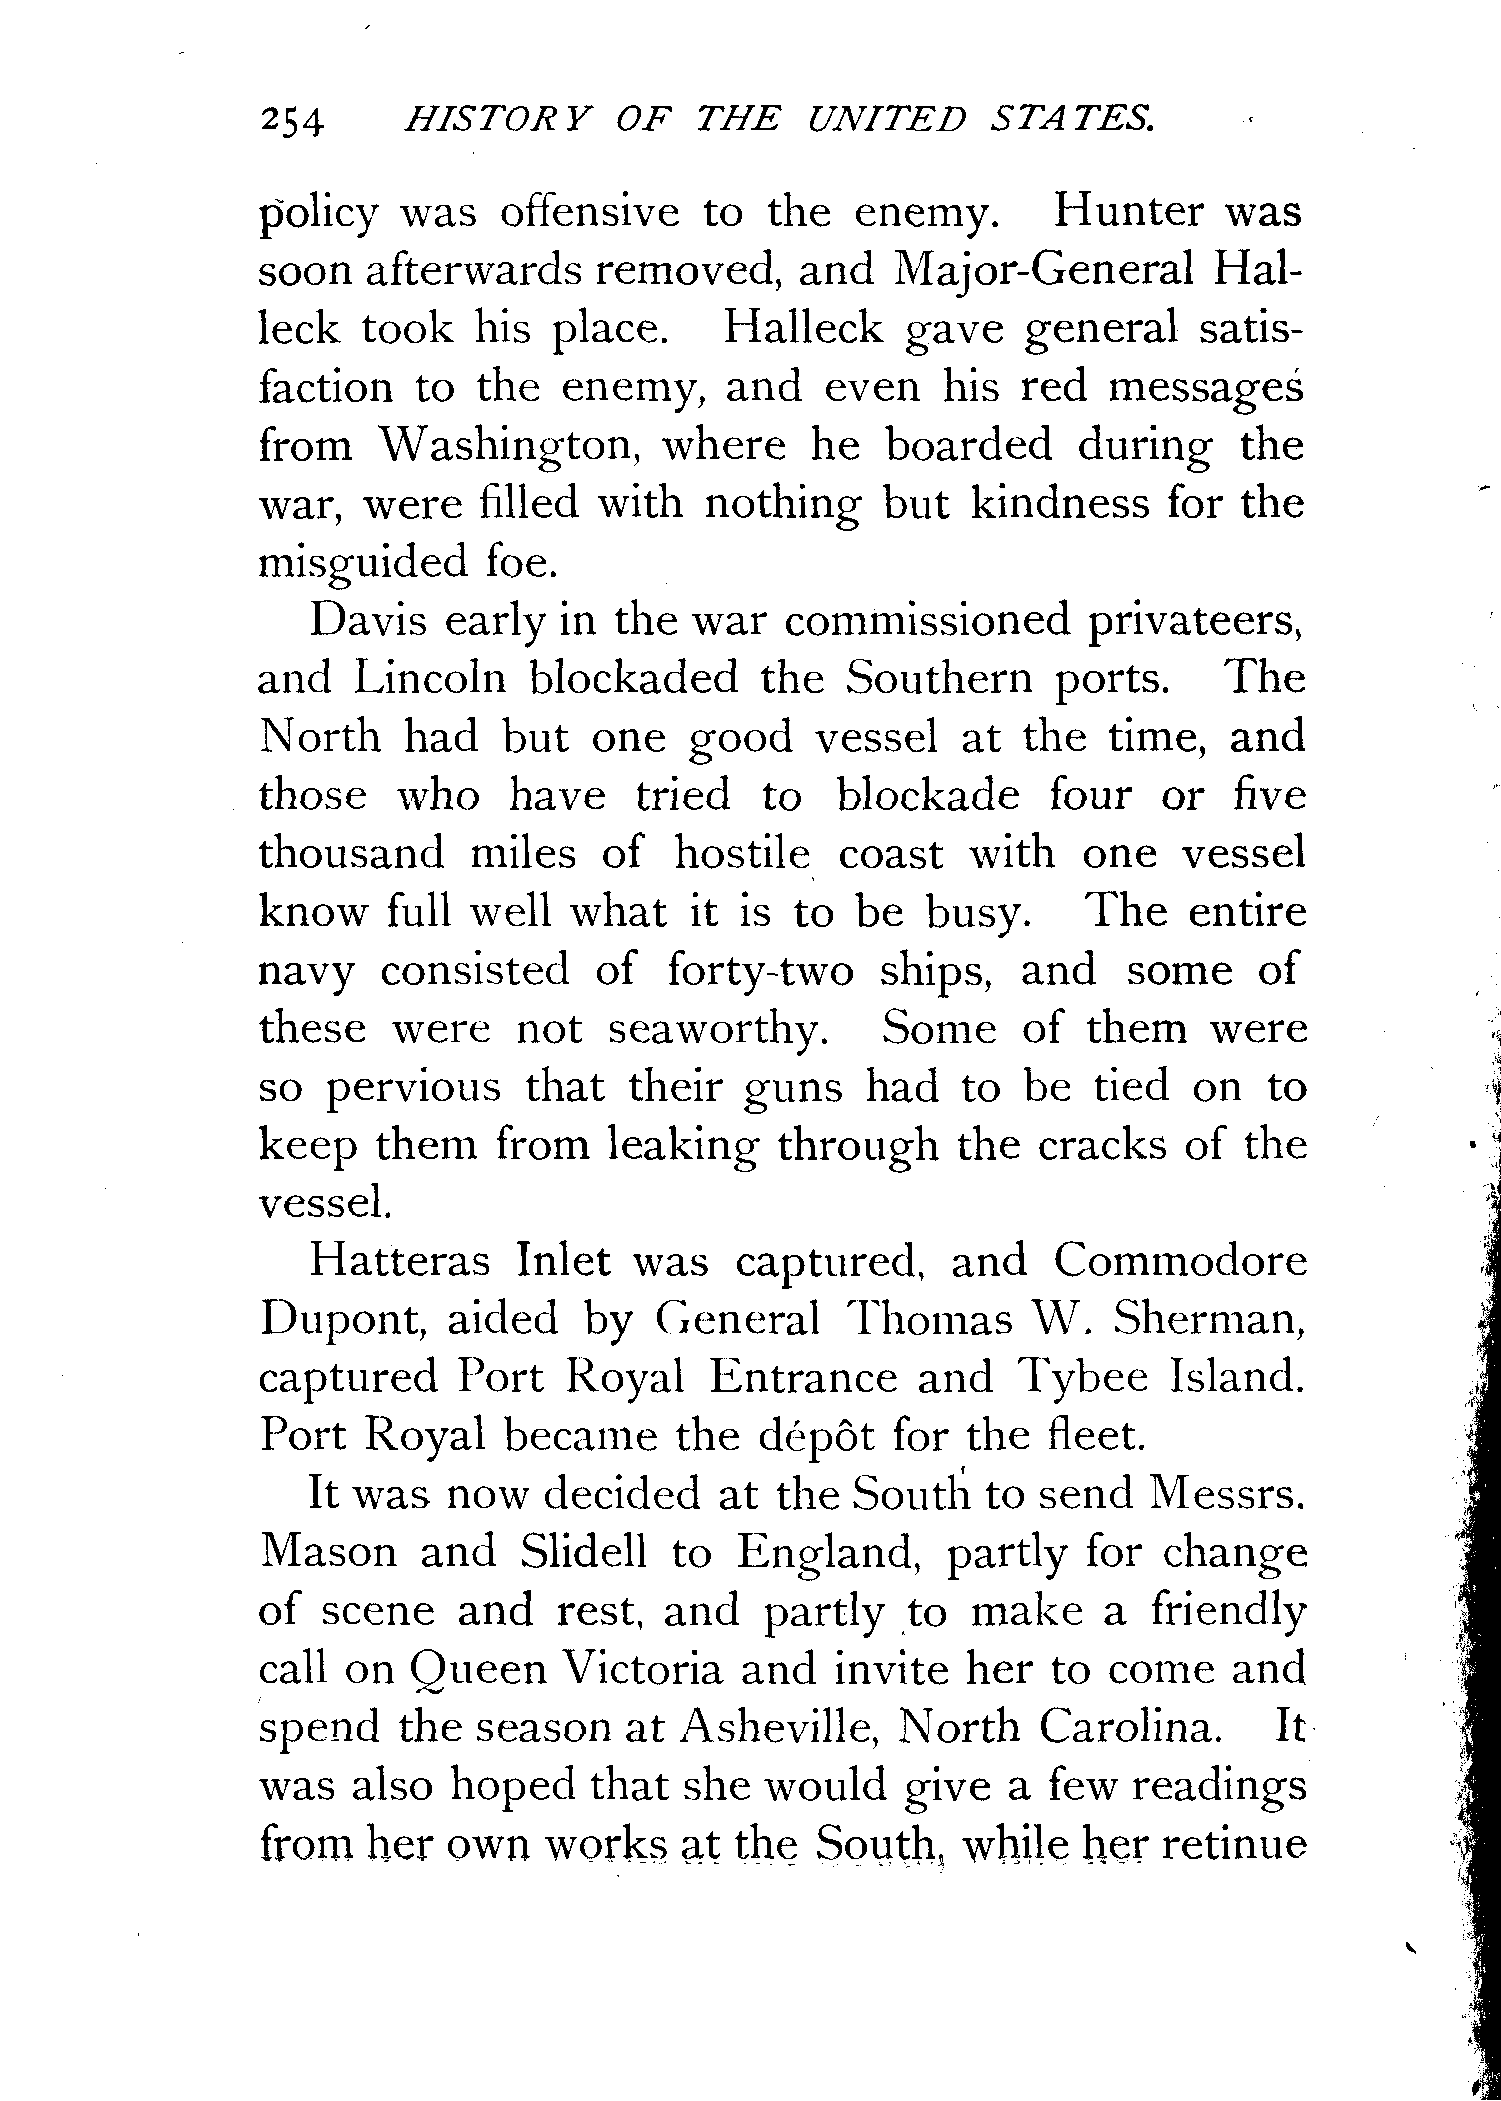 254 HISTORY OF THE UNITED STATES.
policy was offensive to the enemy. Hunter was
soon afterwards removed, and Major-General Hal-
leck took his place. Halleck gave general satis-
faction to the enemy, and even his red messages
from Washington, where he boarded during the
war, were filled with nothing but kindness for the
misguided foe.
Davis early in the war commissioned privateers,
and Lincoln blockaded the Southern ports. The
North had but one good vessel at the time, and
those who have tried to blockade four or five
thousand miles of hostile coast with one vessel
know full well what it is to be busy. The entire
navy consisted of forty-two ships, and some of
these were not seaworthy. Some of them were
so pervious that their guns had to be tied on to
keep them from leaking through the cracks of the
vessel.
Hatteras Inlet was captured, and Commodore
Dupont, aided by General Thomas W. Sherman,
captured Port Royal Entrance and Tybee Island.
Port Royal became the dépôt for the fleet.
It was now decided at the South to send Messrs.
Mason and Slidell to England, partly for change
of scene and rest, and partly to make a friendly
call on Queen Victoria and invite her to come and
spend the season at Asheville, North Carolina. It
was also hoped that she would give a few readings
from her own works at the South, while her retinue